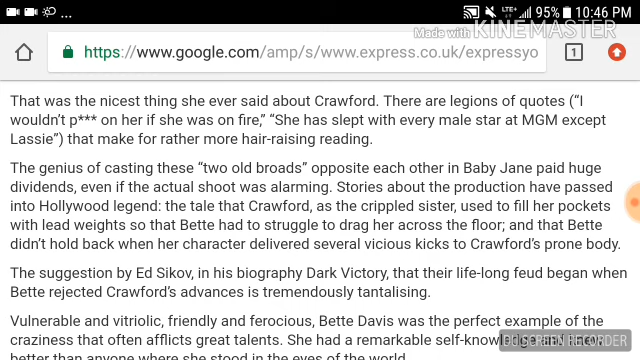 ... LTE+ 95% 10:46 PM
Made with KINEMASTER
https://www.google.com/amp/s/www.express.co.uk/expressyo 1
That was the nicest thing she ever said about Crawford. There are legions of quotes (“I
wouldn’t p*** on her if she was on fire,” “She has slept with every male star at MGM except
Lassie”) that make for rather more hair-raising reading.
The genius of casting these “two old broads” opposite each other in Baby Jane paid huge
dividends, even if the actual shoot was alarming. Stories about the production have passed
into Hollywood legend: the tale that Crawford, as the crippled sister, used to fill her pockets
with lead weights so that Bette had to struggle to drag her across the floor; and that Bette
didn’t hold back when her character delivered several vicious kicks to Crawford’s prone body.
The suggestion by Ed Sikov, in his biography Dark Victory, that their life-long feud began when
Bette rejected Crawford’s advances is tremendously tantalising.
Vulnerable and vitriolic, friendly and ferocious, Bette Davis was the perfect example of the
craziness that often afflicts great talents. She had a remarkable self-knowledge
DU SCREEN RECORDER
better than anyone where she stood in the eyes of the world.